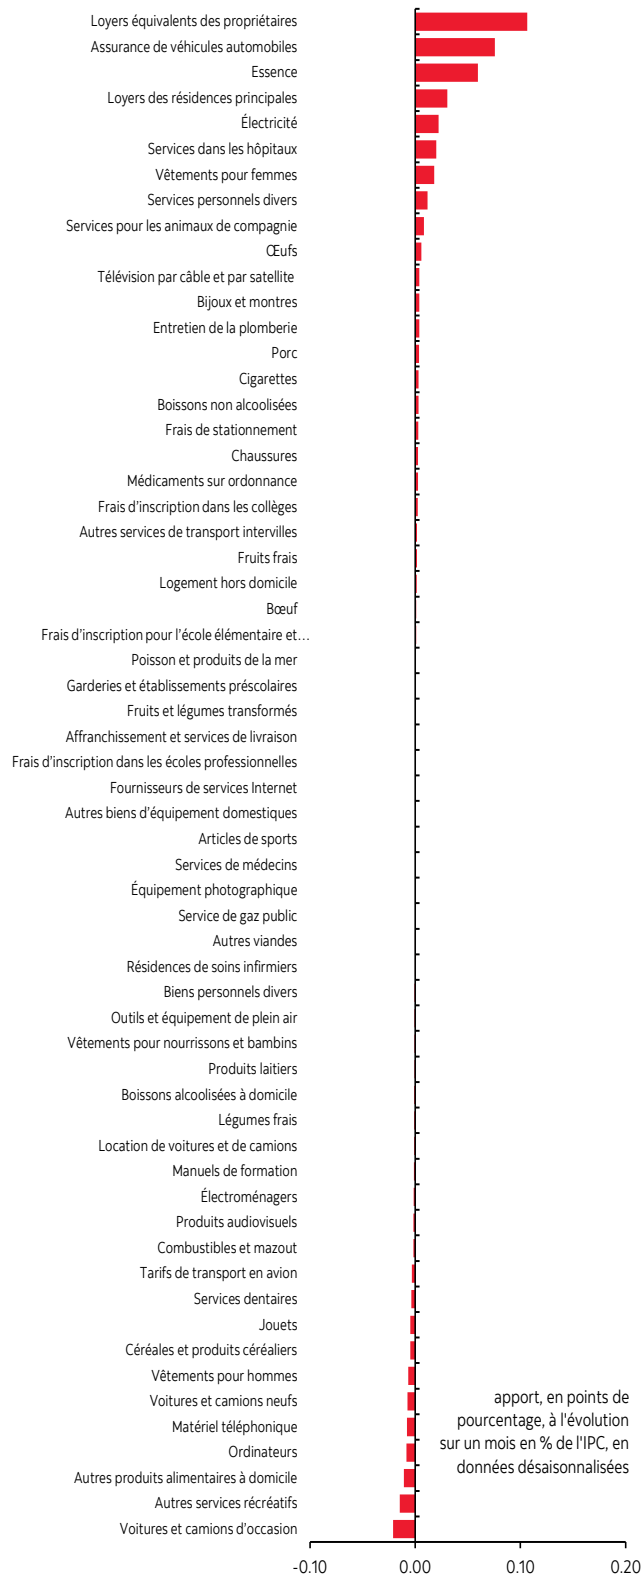 Loyers équivalents des propriétaires
Assurance de véhicules automobiles
Essence
Loyers des résidences principales
Électricité
Services dans les hôpitaux
Vêtements pour femmes
Services personnels divers
Services pour les animaux de compagnie
Œufs
Télévision par câble et par satellite
Bijoux et montres
Entretien de la plomberie
Porc
Cigarettes
Boissons non alcoolisées
Frais de stationnement
Chaussures
Médicaments sur ordonnance
Frais d'inscription dans les collèges
Autres services de transport intervilles
Fruits frais
Logement hors domicile
Bœuf
Frais d'inscription pour l'école élémentaire et…
Poisson et produits de la mer
Garderies et établissements préscolaires
Fruits et légumes transformés
Affranchissement et services de livraison
Frais d'inscription dans les écoles professionnelles
Fournisseurs de services Internet
Autres biens d'équipement domestiques
Articles de sports
Services de médecins
Équipement photographique
Service de gaz public
Autres viandes
Résidences de soins infirmiers
Biens personnels divers
Outils et équipement de plein air
Vêtements pour nourrissons et bambins
Produits laitiers
Boissons alcoolisées à domicile
Légumes frais
Location de voitures et de camions
Manuels de formation
Électroménagers
Produits audiovisuels
Combustibles et mazout
Tarifs de transport en avion
Services dentaires
Jouets
Céréales et produits céréaliers
Vêtements pour hommes
Voitures et camions neufs
Matériel téléphonique
Ordinateurs
Autres produits alimentaires à domicile
Autres services récréatifs
Voitures et camions d'occasion
apport, en points de
pourcentage, à l'évolution
sur un mois en % de l'IPC, en
données désaisonnalisées
-0.10 0.00 0.10 0.20